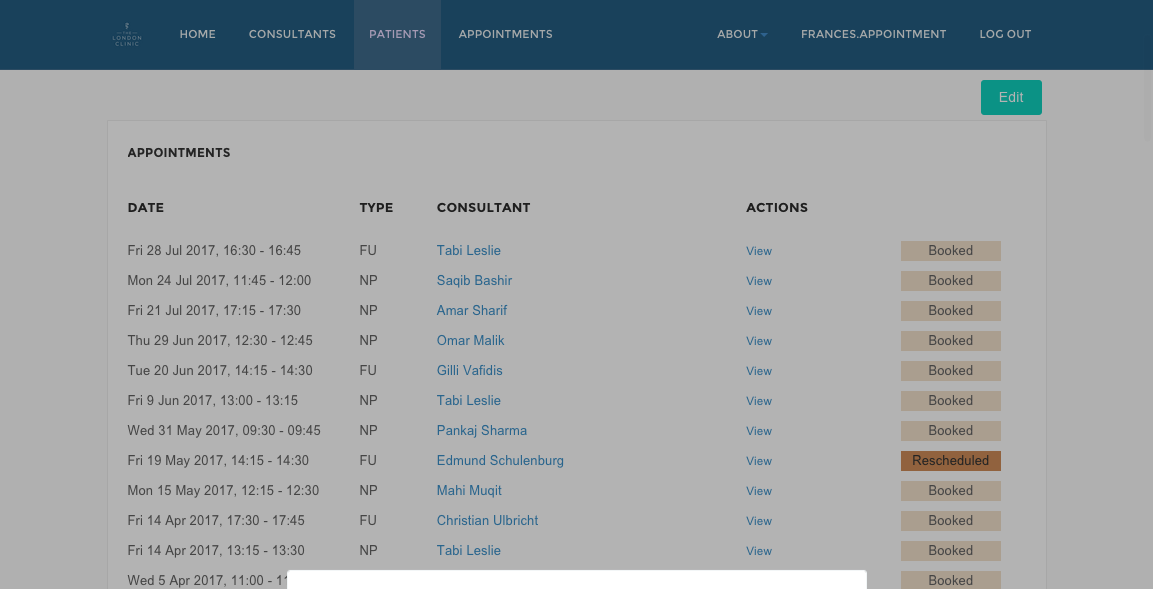 THE
LONDON
CLINIC
HOME CONSULTANTS PATIENTS APPOINTMENTS ABOUT FRANCES.APPOINTMENT LOG OUT
Edit
APPOINTMENTS
DATE TYPE CONSULTANT ACTIONS
Fri 28 Jul 2017, 16:30 - 16:45 FU Tabi Leslie View Booked
Mon 24 Jul 2017, 11:45 - 12:00 NP Saqib Bashir View Booked
Fri 21 Jul 2017, 17:15 - 17:30 NP Amar Sharif View Booked
Thu 29 Jun 2017, 12:30 - 12:45 NP Omar Malik View Booked
Tue 20 Jun 2017, 14:15 - 14:30 FU Gilli Vafidis View Booked
Fri 9 Jun 2017, 13:00 - 13:15 NP Tabi Leslie View Booked
Wed 31 May 2017, 09:30 - 09:45 NP Pankaj Sharma View Booked
Fri 19 May 2017, 14:15 - 14:30 FU Edmund Schulenburg View Rescheduled
Mon 15 May 2017, 12:15 - 12:30 NP Mahi Muqit View Booked
Fri 14 Apr 2017, 17:30 - 17:45 FU Christian Ulbricht View Booked
Fri 14 Apr 2017, 13:15 - 13:30 NP Tabi Leslie View Booked
Wed 5 Apr 2017, 11:00 - Booked